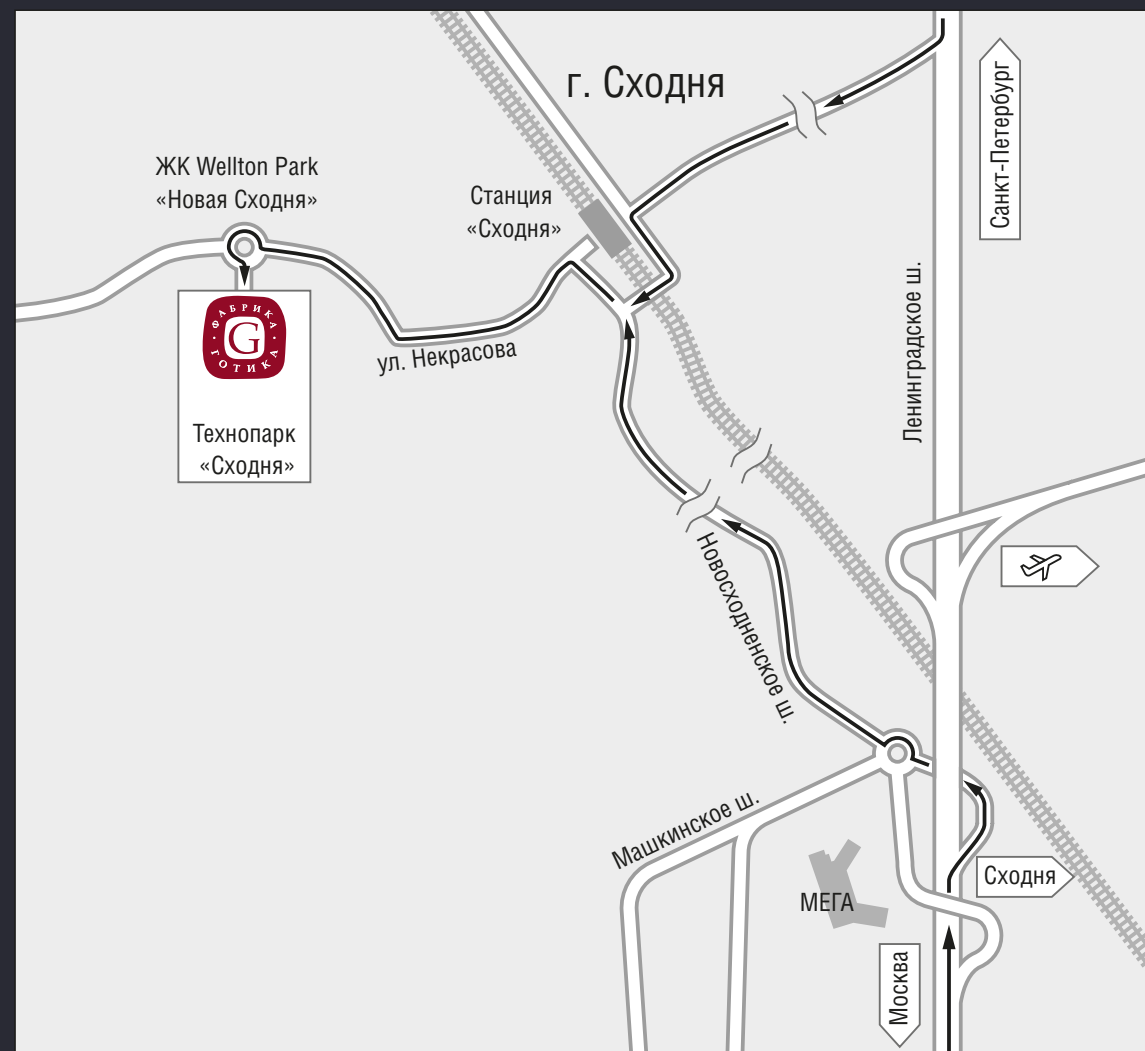 г. Сходня
Санкт-Петербург
ЖК Wellton Park
«Новая Сходня»
Станция
«Сходня»
Ленинградское ш.
ФАБРИКА
G
ГОТИКА
ул. Некрасова
Технопарк
«Сходня»
Новосходненское ш.
Машкинское ш.
Сходня
МЕГА
Москва